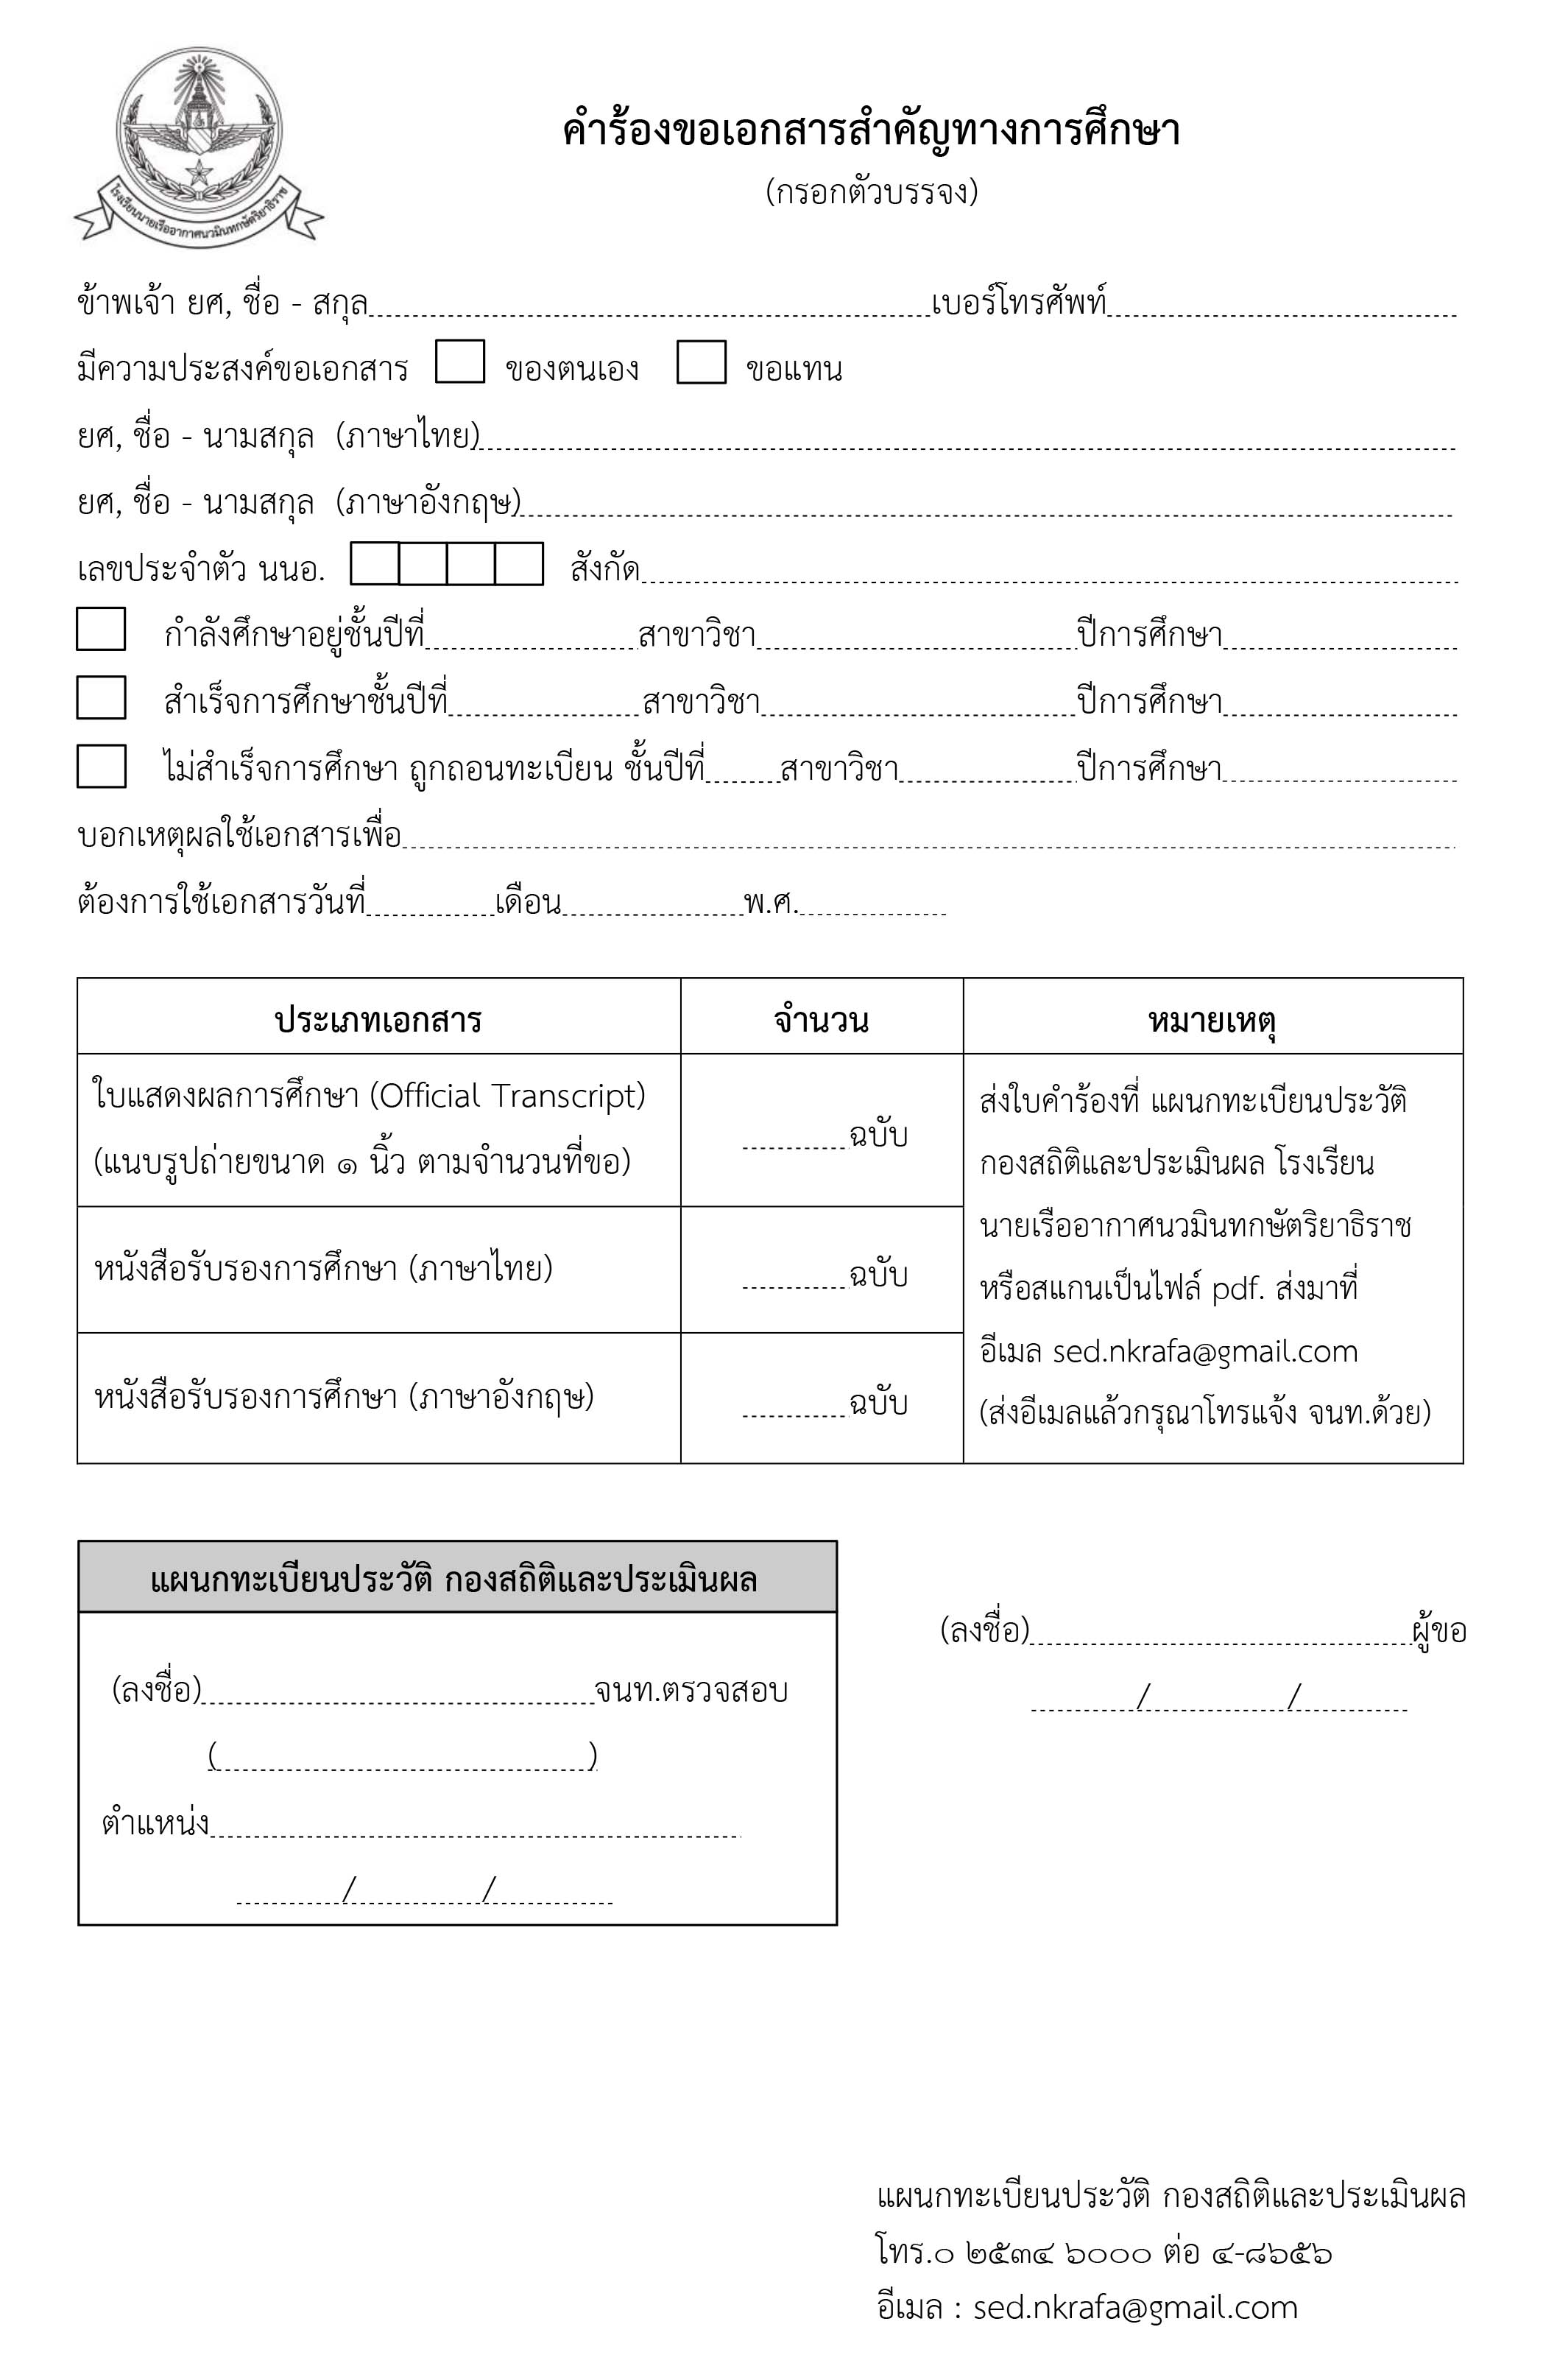 โรงเรียนนายเรืออากาศนวมินทกษัตริยาธิราช
คำร้องขอเอกสารสำคัญทางการศึกษา
(กรอกตัวบรรจง)
ข้าพเจ้า ยศ, ชื่อ - สกุล เบอร์โทรศัพท์
มีความประสงค์ขอเอกสาร ของตนเอง ขอแทน
ยศ, ชื่อ - นามสกุล (ภาษาไทย)
ยศ, ชื่อ - นามสกุล (ภาษาอังกฤษ)
เลขประจำตัว นนอ. สังกัด
กำลังศึกษาอยู่ชั้นปีที่ สาขาวิชา ปีการศึกษา
สำเร็จการศึกษาชั้นปีที่ สาขาวิชา ปีการศึกษา
ไม่สำเร็จการศึกษา ถูกถอนทะเบียน ชั้นปีที่ สาขาวิชา ปีการศึกษา
บอกเหตุผลใช้เอกสารเพื่อ
ต้องการใช้เอกสารวันที่ เดือน พ.ศ.
ประเภทเอกสาร จำนวน หมายเหตุ
ใบแสดงผลการศึกษา (Official Transcript)
(แนบรูปถ่ายขนาด ๑ นิ้ว ตามจำนวนที่ขอ)
ฉบับ
หนังสือรับรองการศึกษา (ภาษาไทย)
ฉบับ
หนังสือรับรองการศึกษา (ภาษาอังกฤษ)
ฉบับ
ส่งใบคำร้องที่ แผนกทะเบียนประวัติ
กองสถิติและประเมินผล โรงเรียน
นายเรืออากาศนวมินทกษัตริยาธิราช
หรือสแกนเป็นไฟล์ pdf. ส่งมาที่
อีเมล sed.nkrafa@gmail.com
(ส่งอีเมลแล้วกรุณาโทรแจ้ง จนท.ด้วย)
แผนกทะเบียนประวัติ กองสถิติและประเมินผล
(ลงชื่อ) จนท.ตรวจสอบ
( )
ตำแหน่ง
/ /
(ลงชื่อ) ผู้ขอ
/ /
แผนกทะเบียนประวัติ กองสถิติและประเมินผล
โทร.๐ ๒๕๓๔ ๖๐๐๐ ต่อ ๔-๘๖๕๖
อีเมล : sed.nkrafa@gmail.com